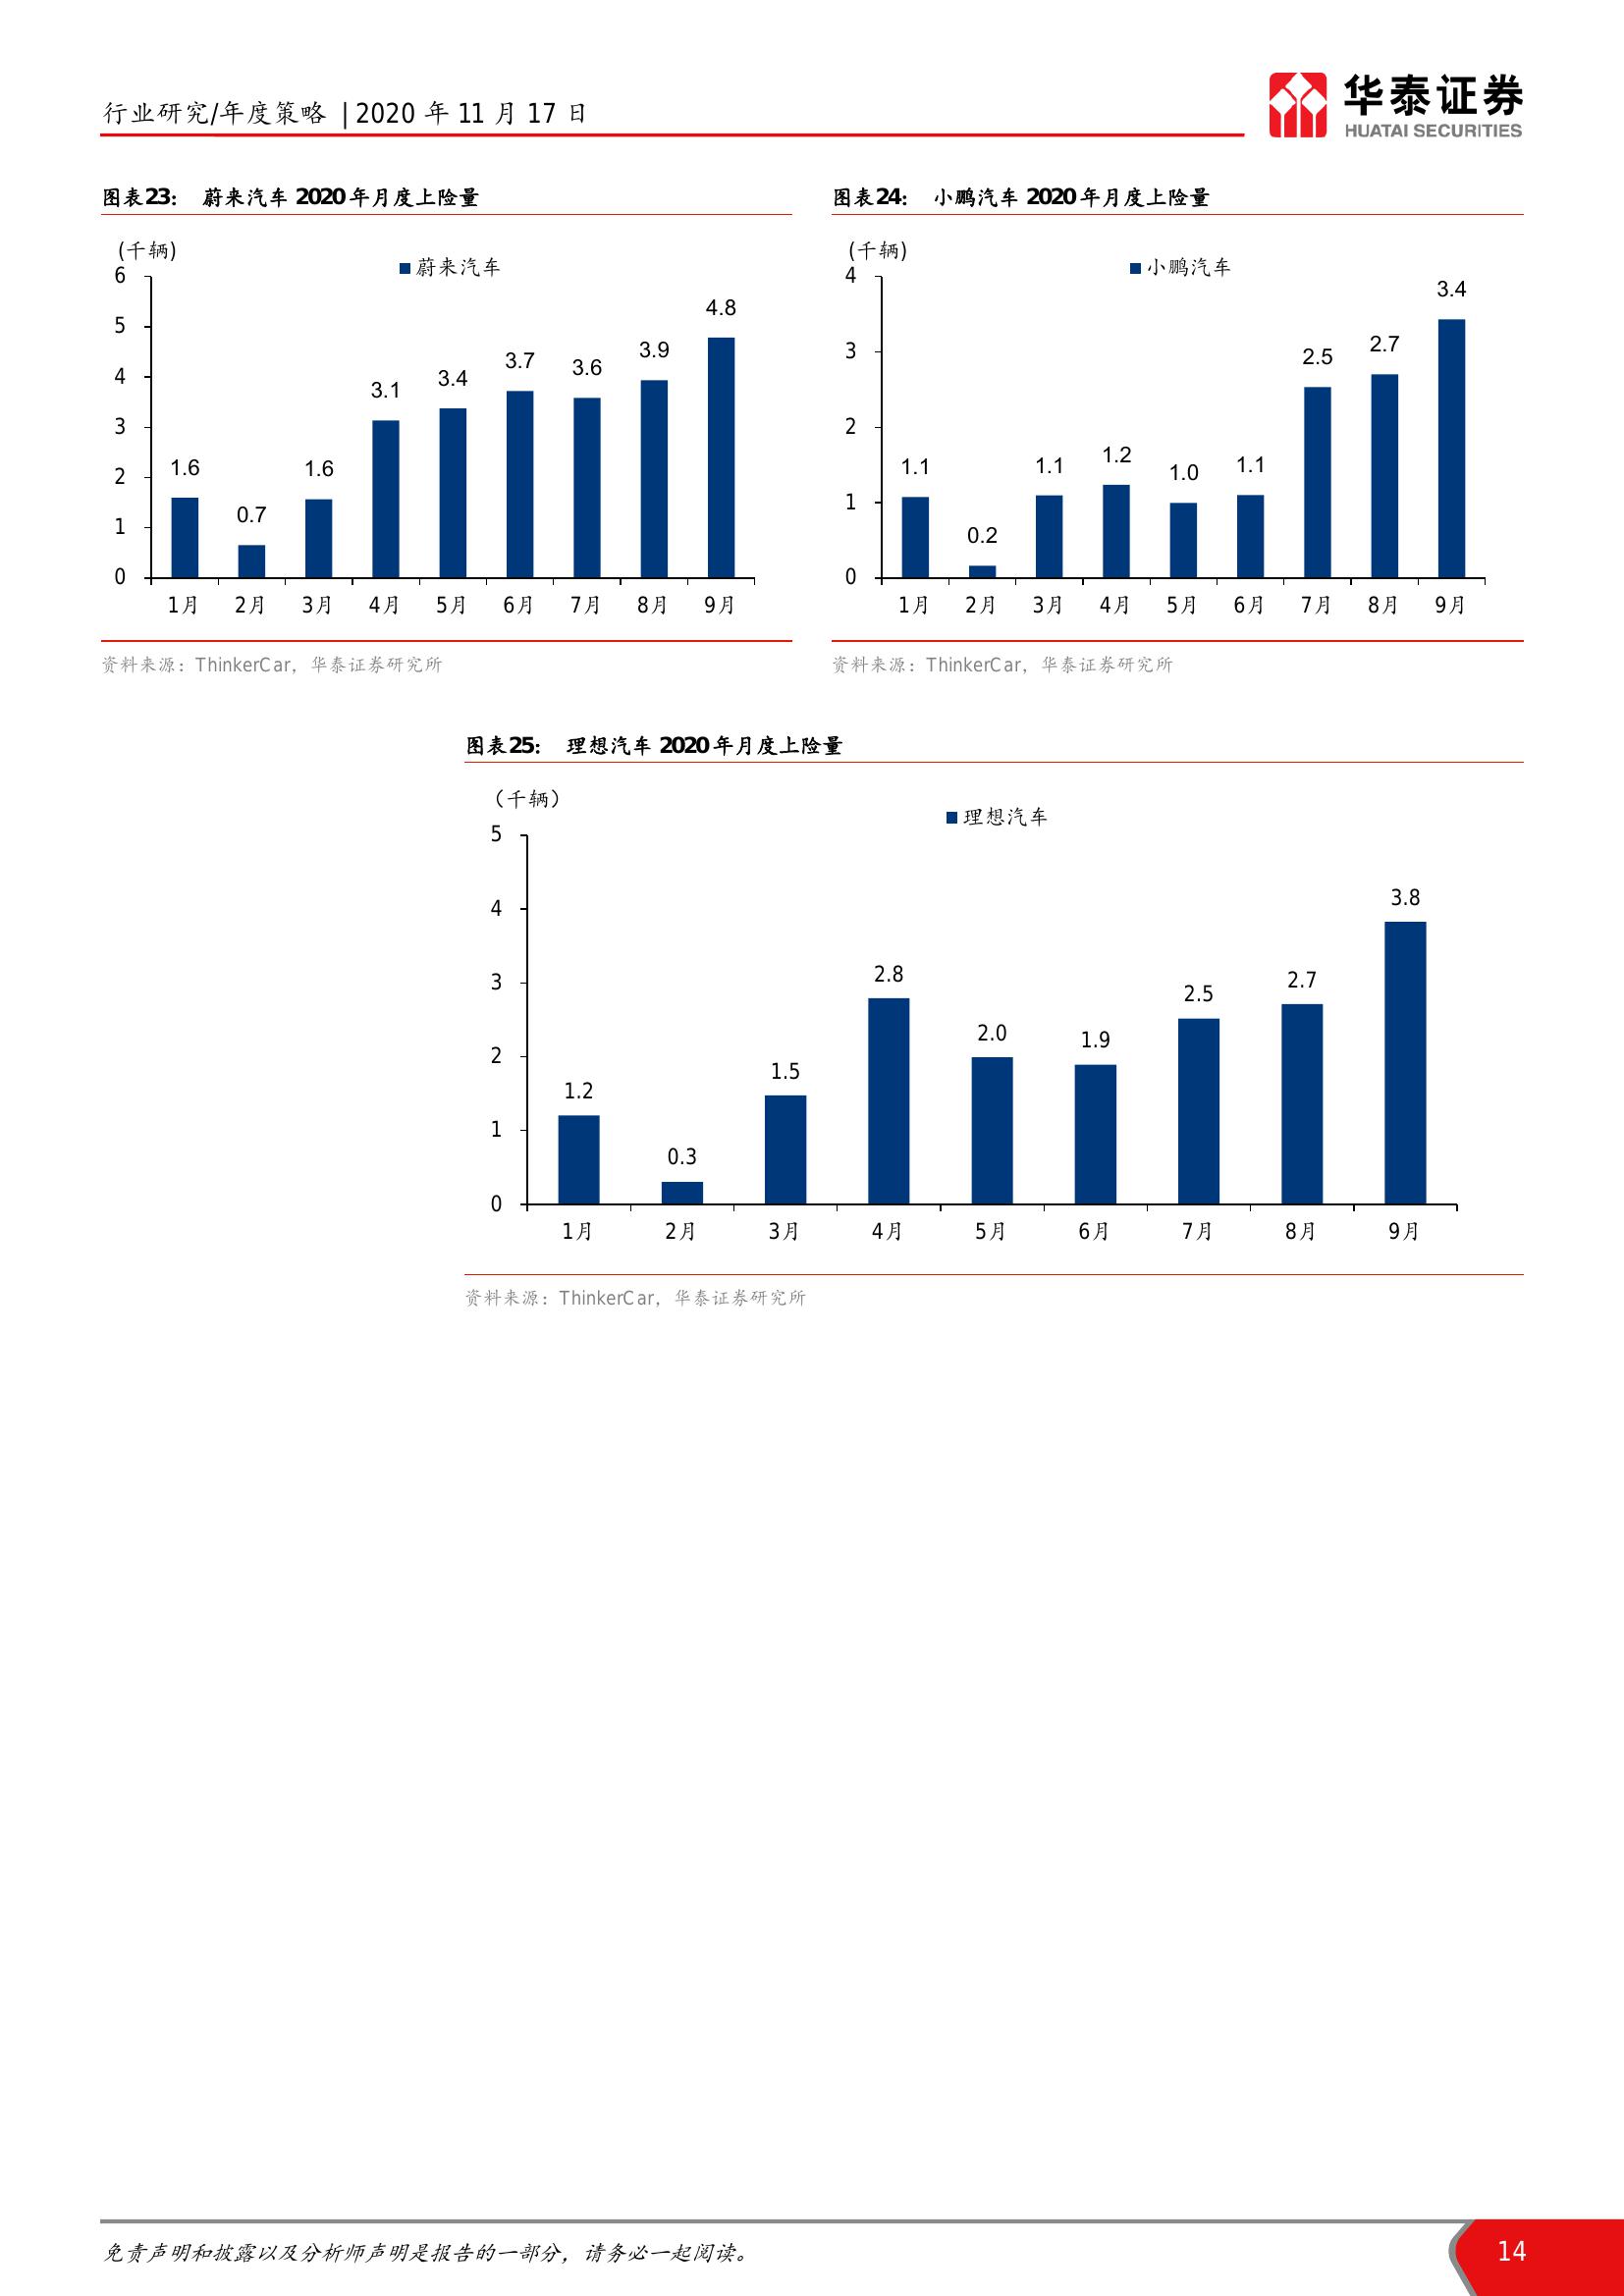 行业研究/年度策略 | 2020 年 11 月 17 日
华泰证券
HUATAI SECURITIES
图表23： 蔚来汽车 2020 年月度上险量
(千辆)
蔚来汽车
6
5
4
3
2
1
0
1.6
0.7
1.6
3.1
3.4
3.7
3.6
3.9
4.8
1月 2月 3月 4月 5月 6月 7月 8月 9月
资料来源：ThinkerCar，华泰证券研究所
图表24： 小鹏汽车 2020 年月度上险量
(千辆)
小鹏汽车
4
3
2
1
0
1.1
0.2
1.1
1.2
1.0
1.1
2.5
2.7
3.4
1月 2月 3月 4月 5月 6月 7月 8月 9月
资料来源：ThinkerCar，华泰证券研究所
图表25： 理想汽车 2020 年月度上险量
（千辆）
理想汽车
5
4
3
2
1
0
1.2
0.3
1.5
2.8
2.0
1.9
2.5
2.7
3.8
1月 2月 3月 4月 5月 6月 7月 8月 9月
资料来源：ThinkerCar，华泰证券研究所
免责声明和披露以及分析师声明是报告的一部分，请务必一起阅读。
14